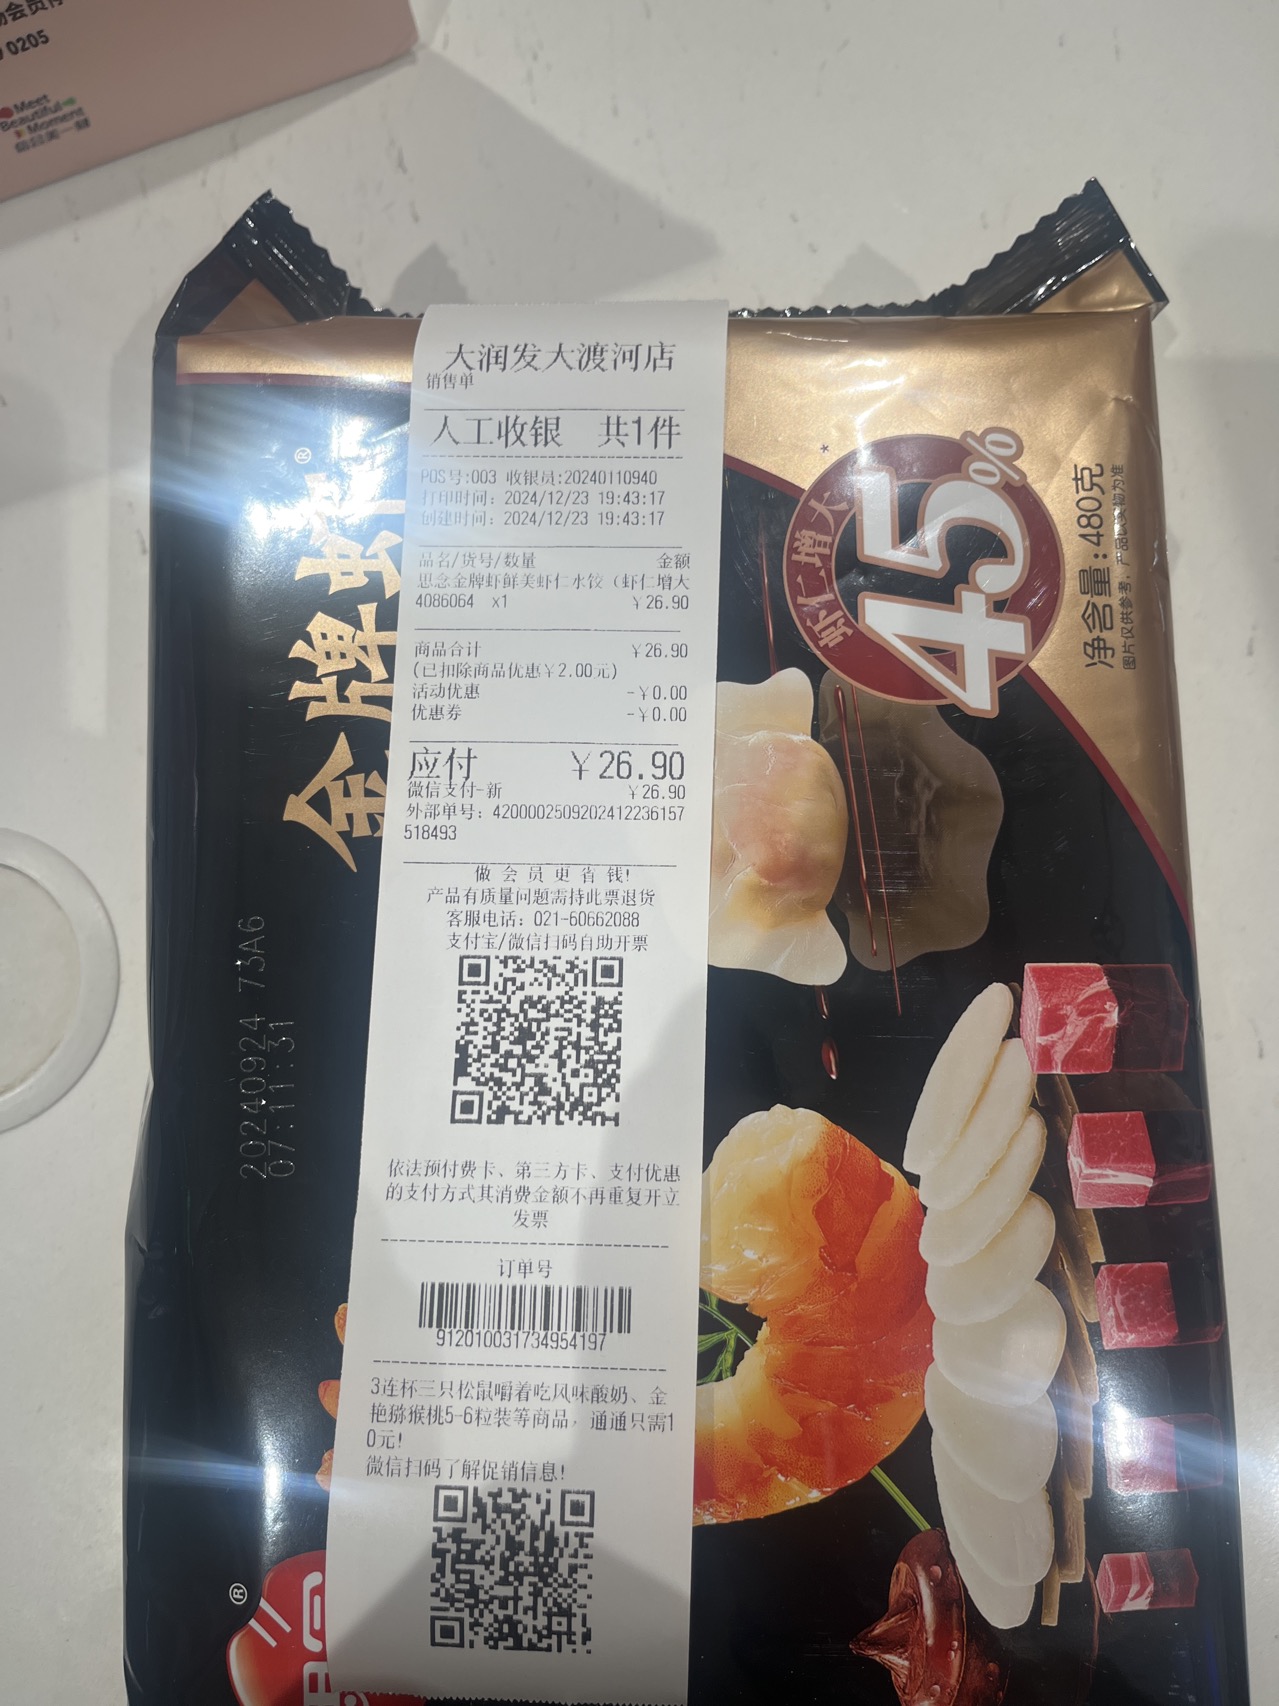 0205
Meet
Beautiful
Moment
大润发大渡河店
销售单
人工收银 共1件
POS号:003 收银员:20240110940
打印时间: 2024/12/23 19:43:17
创建时间: 2024/12/23 19:43:17
品名/货号/数量 金额
思念金牌虾鲜美虾仁水饺（虾仁增大
4086064 x1 ￥26.90
商品合计 ￥26.90
(已扣除商品优惠￥2.00元)
活动优惠 -￥0.00
优惠券 -￥0.00
应付 ￥26.90
微信支付-新 ￥26.90
外部单号: 4200002509202412236157
518493
做会员更省钱!
产品有质量问题需持此票退货
客服电话: 021-60662088
支付宝/微信扫码自助开票
依法预付费卡、第三方卡、支付优惠
的支付方式其消费金额不再重复开立
发票
订单号
912010031734954197
3连杯三只松鼠嚼着吃风味酸奶、金
艳猕猴桃5-6粒装等商品，通通只需1
0元!
微信扫码了解促销信息!
金牌虾®
虾仁增大
45%
净含量:480克
图片仅供参考，产品以实物为准
20240924 73A6
07:11:31
®